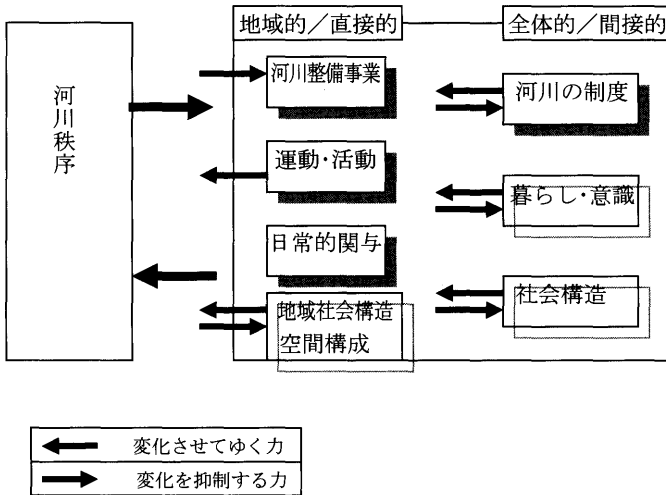 地域的／直接的
全体的／間接的
河川秩序
河川整備事業
運動・活動
日常的関与
地域社会構造
空間構成
河川の制度
暮らし・意識
社会構造
変化させてゆく力
変化を抑制する力